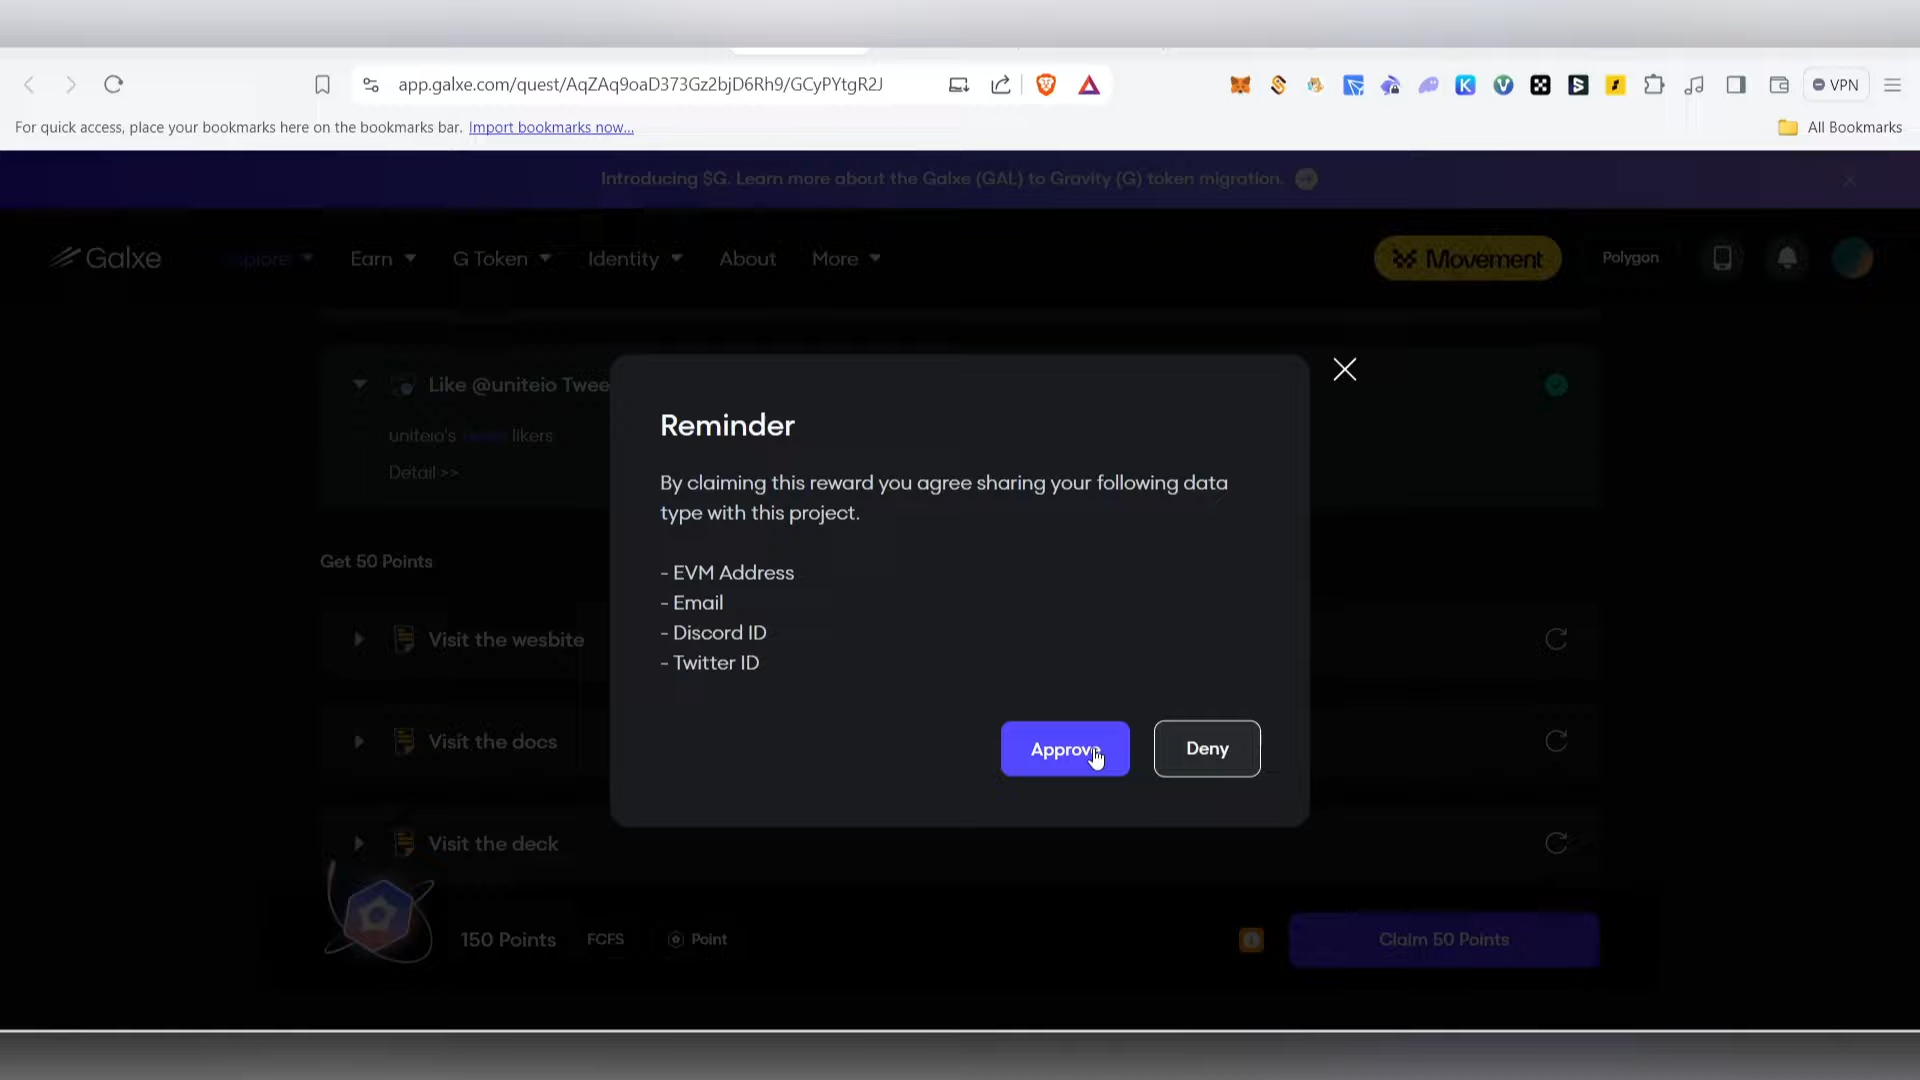 app.galxe.com/quest/AqZAq9oaD373Gz2bjD6Rh9/GCyPYtgR2J
VPN
For quick access, place your bookmarks here on the bookmarks bar. Import bookmarks now...
All Bookmarks
Introducing $G. Learn more about the Galxe (GAL) to Gravity (G) token migration.
Galxe
Explore
Earn
G Token
Identity
About
More
Movement
Polygon
Like @uniteio Twee
uniteio's likers
Detail >>
Reminder
By claiming this reward you agree sharing your following data
type with this project.
- EVM Address
- Email
- Discord ID
- Twitter ID
Approve
Deny
Get 50 Points
Visit the wesbite
Visit the docs
Visit the deck
150 Points
FCFS
Point
Claim 50 Points